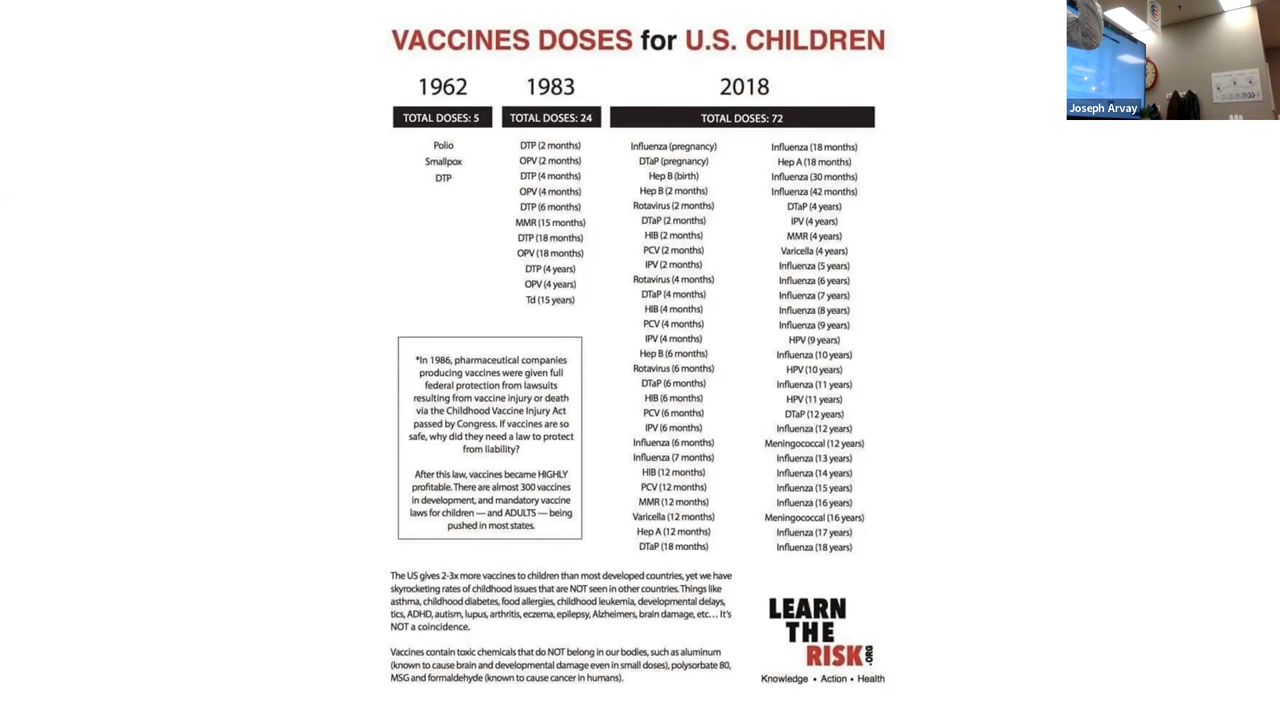 VACCINES DOSES for U.S. CHILDREN
1962
TOTAL DOSES: 5
Polio
Smallpox
DTP
1983
TOTAL DOSES: 24
DTP (2 months)
OPV (2 months)
DTP (4 months)
OPV (4 months)
DTP (6 months)
MMR (15 months)
DTP (18 months)
OPV (18 months)
DTP (4 years)
OPV (4 years)
Td (15 years)
2018
TOTAL DOSES: 72
Influenza (pregnancy)
DTaP (pregnancy)
Hep B (birth)
Hep B (2 months)
Rotavirus (2 months)
DTaP (2 months)
HIB (2 months)
PCV (2 months)
IPV (2 months)
Rotavirus (4 months)
DTaP (4 months)
HIB (4 months)
PCV (4 months)
IPV (4 months)
Hep B (6 months)
Rotavirus (6 months)
DTaP (6 months)
HIB (6 months)
PCV (6 months)
IPV (6 months)
Influenza (6 months)
Influenza (7 months)
HIB (12 months)
PCV (12 months)
MMR (12 months)
Varicella (12 months)
Hep A (12 months)
DTaP (18 months)
Influenza (18 months)
Hep A (18 months)
Influenza (30 months)
Influenza (42 months)
DTaP (4 years)
IPV (4 years)
MMR (4 years)
Varicella (4 years)
Influenza (5 years)
Influenza (6 years)
Influenza (7 years)
Influenza (8 years)
Influenza (9 years)
HPV (9 years)
Influenza (10 years)
HPV (10 years)
Influenza (11 years)
HPV (11 years)
DTaP (12 years)
Influenza (12 years)
Meningococcal (12 years)
Influenza (13 years)
Influenza (14 years)
Influenza (15 years)
Influenza (16 years)
Meningococcal (16 years)
Influenza (17 years)
Influenza (18 years)
*In 1986, pharmaceutical companies
producing vaccines were given full
federal protection from lawsuits
resulting from vaccine injury or death
via the Childhood Vaccine Injury Act
passed by Congress. If vaccines are so
safe, why did they need a law to protect
from liability?
After this law, vaccines became HIGHLY
profitable. There are almost 300 vaccines
in development, and mandatory vaccine
laws for children — and ADULTS — being
pushed in most states.
The US gives 2-3x more vaccines to children than most developed countries, yet we have
skyrocketing rates of childhood issues that are NOT seen in other countries. Things like
asthma, childhood diabetes, food allergies, childhood leukemia, developmental delays,
tics, ADHD, autism, lupus, arthritis, eczema, epilepsy, Alzheimers, brain damage, etc… It's
NOT a coincidence.
Vaccines contain toxic chemicals that do NOT belong in our bodies, such as aluminum
(known to cause brain and developmental damage even in small doses), polysorbate 80,
MSG and formaldehyde (known to cause cancer in humans).
LEARN
THE
RISK.ORG
Knowledge • Action • Health
Joseph Arvay